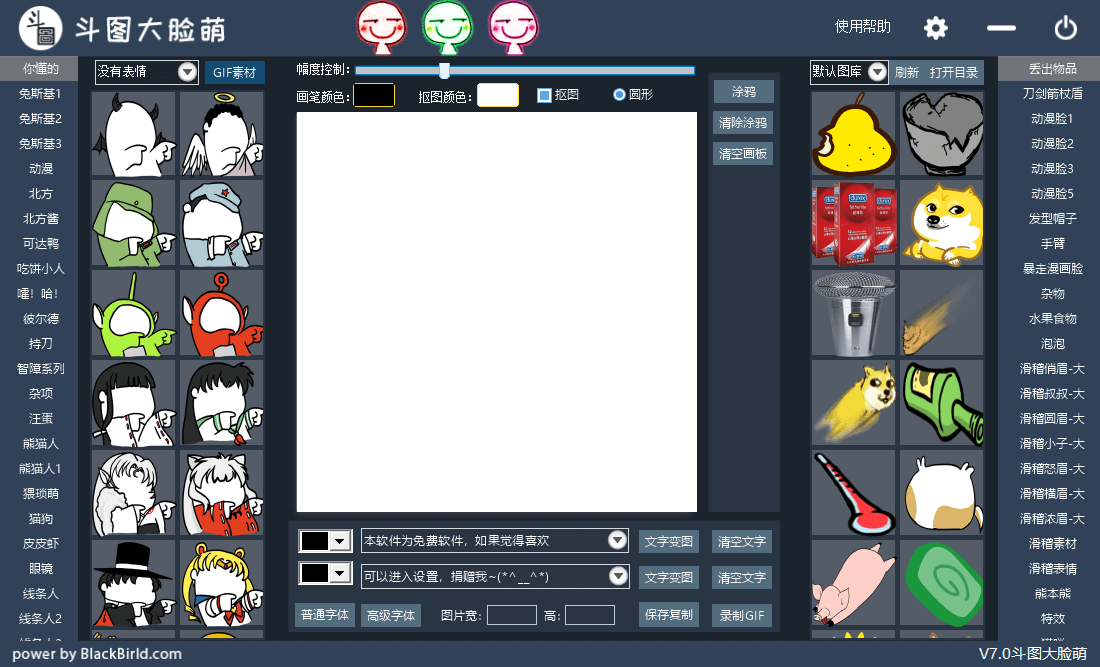 斗图
斗图大脸萌
使用帮助
你懂的
免斯基1
免斯基2
免斯基3
动漫
北方
北方酱
可达鸭
吃饼小人
嚯！哈！
彼尔德
持刀
智障系列
杂项
汪蛋
熊猫人
熊猫人1
猥琐萌
猫狗
皮皮虾
眼镜
线条人
线条人2
没有表情
GIF素材
幅度控制：
画笔颜色：
抠图颜色：
抠图
圆形
涂鸦
清除涂鸦
清空画板
本软件为免费软件，如果觉得喜欢
文字变图
清空文字
可以进入设置，捐赠我~(*^__^*)
文字变图
清空文字
普通字体
高级字体
图片宽：
高：
保存复制
录制GIF
默认图库
刷新
打开目录
durex
durex
durex
丢出物品
刀剑箭杖盾
动漫脸1
动漫脸2
动漫脸3
动漫脸5
发型帽子
手臂
暴走漫画脸
杂物
水果食物
泡泡
滑稽俏眉-大
滑稽叔叔-大
滑稽圆眉-大
滑稽小子-大
滑稽怒眉-大
滑稽横眉-大
滑稽浓眉-大
滑稽素材
滑稽表情
熊本熊
特效
power by BlackBirld.com
V7.0斗图大脸萌